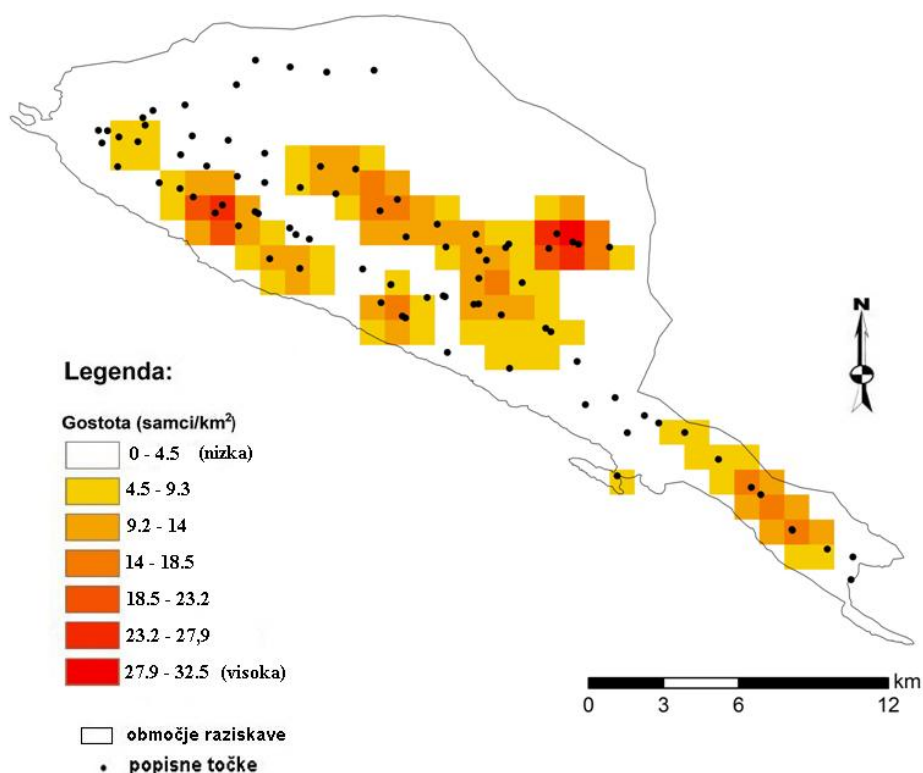 N
Legenda:
Gostota (samci/km²)
0 - 4.5 (nizka)
4.5 - 9.3
9.2 - 14
14 - 18.5
18.5 - 23.2
23.2 - 27,9
27.9 - 32.5 (visoka)
območje raziskave
popisne točke
km
0 3 6 12